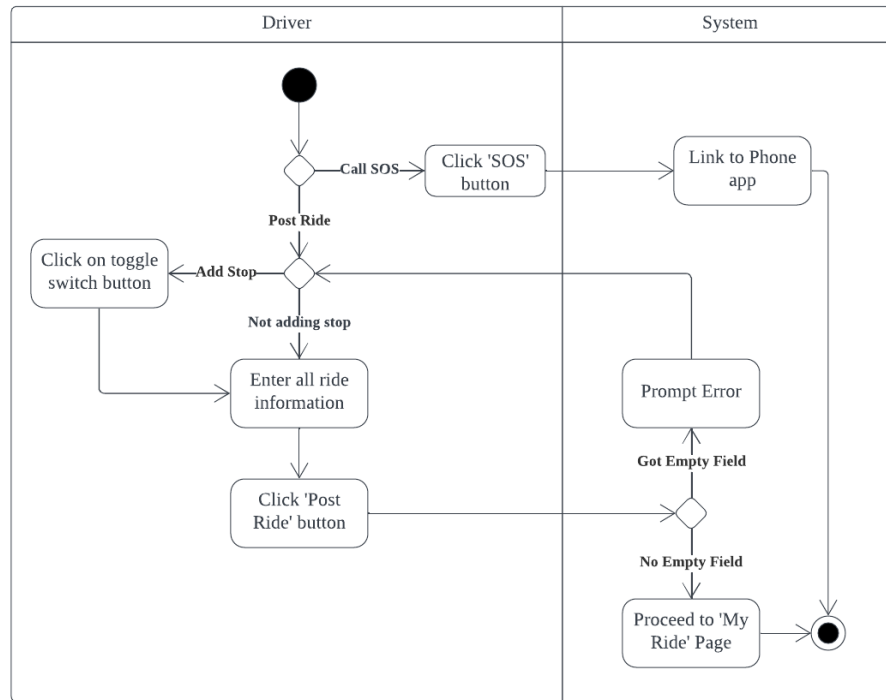 Driver
System
Call SOS
Click 'SOS'
button
Link to Phone
app
Post Ride
Click on toggle
switch button
Add Stop
Not adding stop
Enter all ride
information
Prompt Error
Got Empty Field
Click 'Post
Ride' button
No Empty Field
Proceed to 'My
Ride' Page